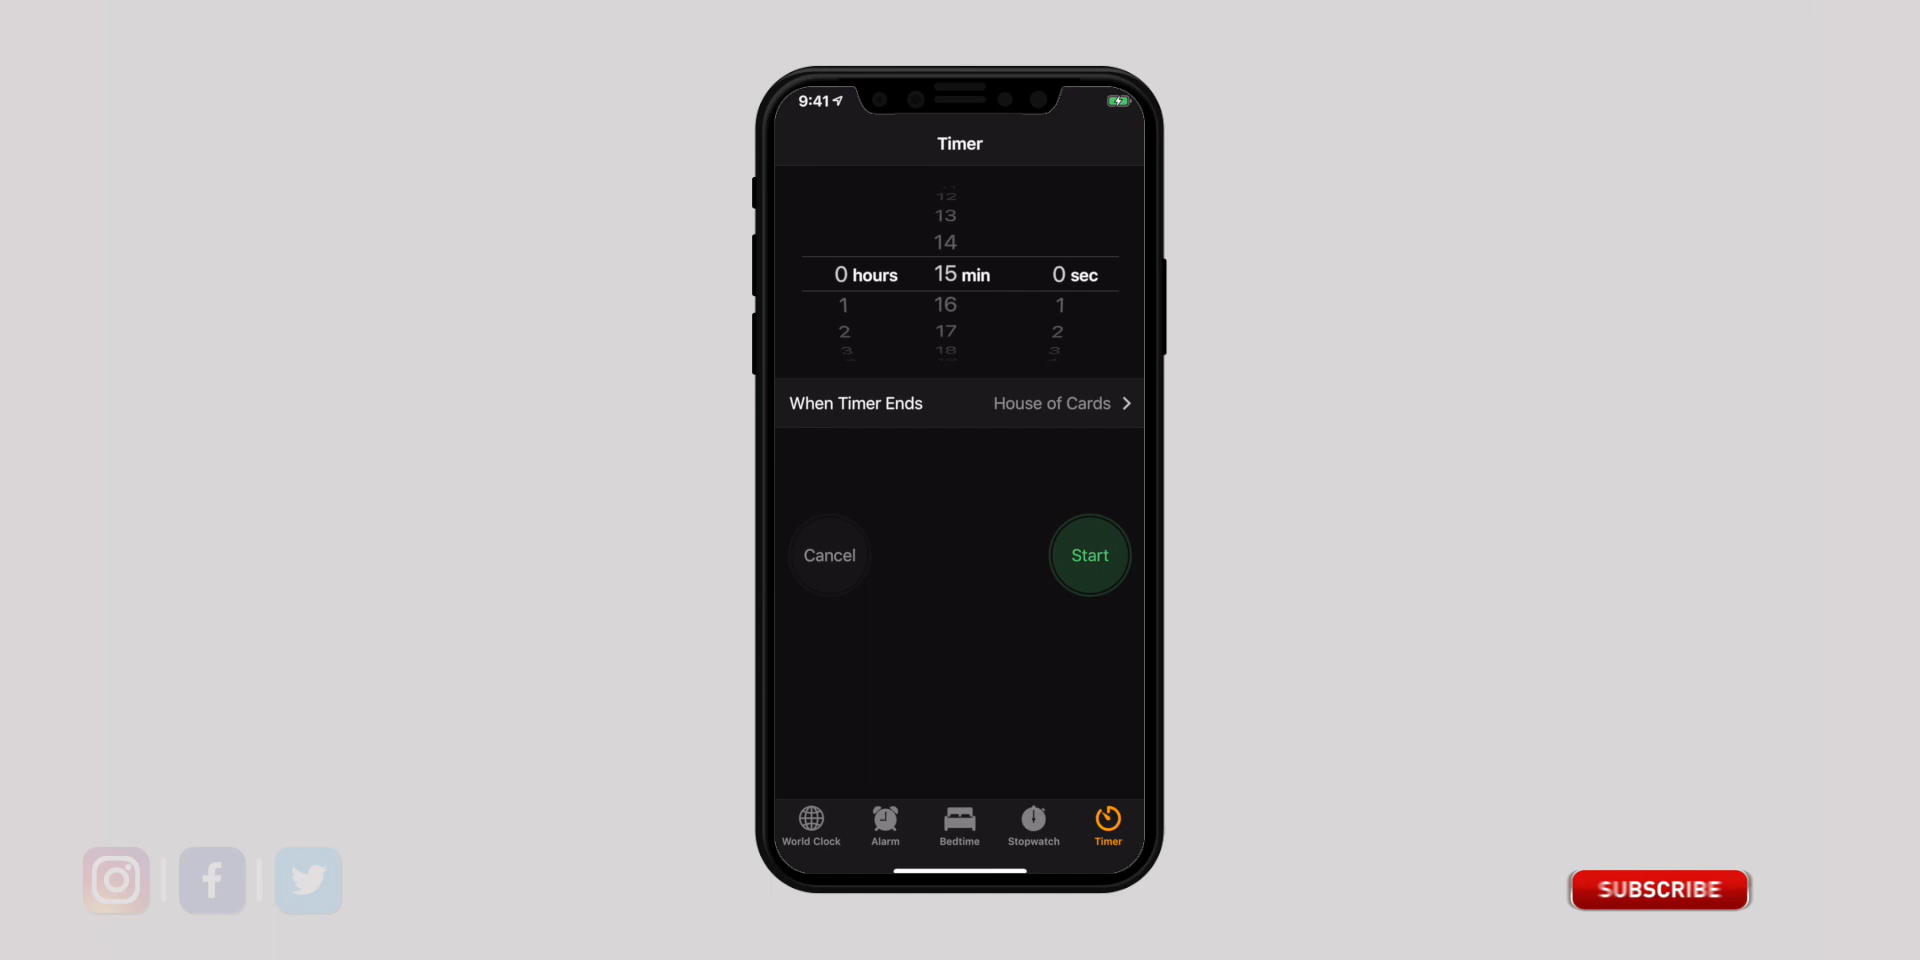 9:41
Timer
12
13
14
0 hours 15 min 0 sec
1 16 1
2 17 2
3 18 3
When Timer Ends House of Cards
Cancel Start
World Clock Alarm Bedtime Stopwatch Timer
SUBSCRIBE